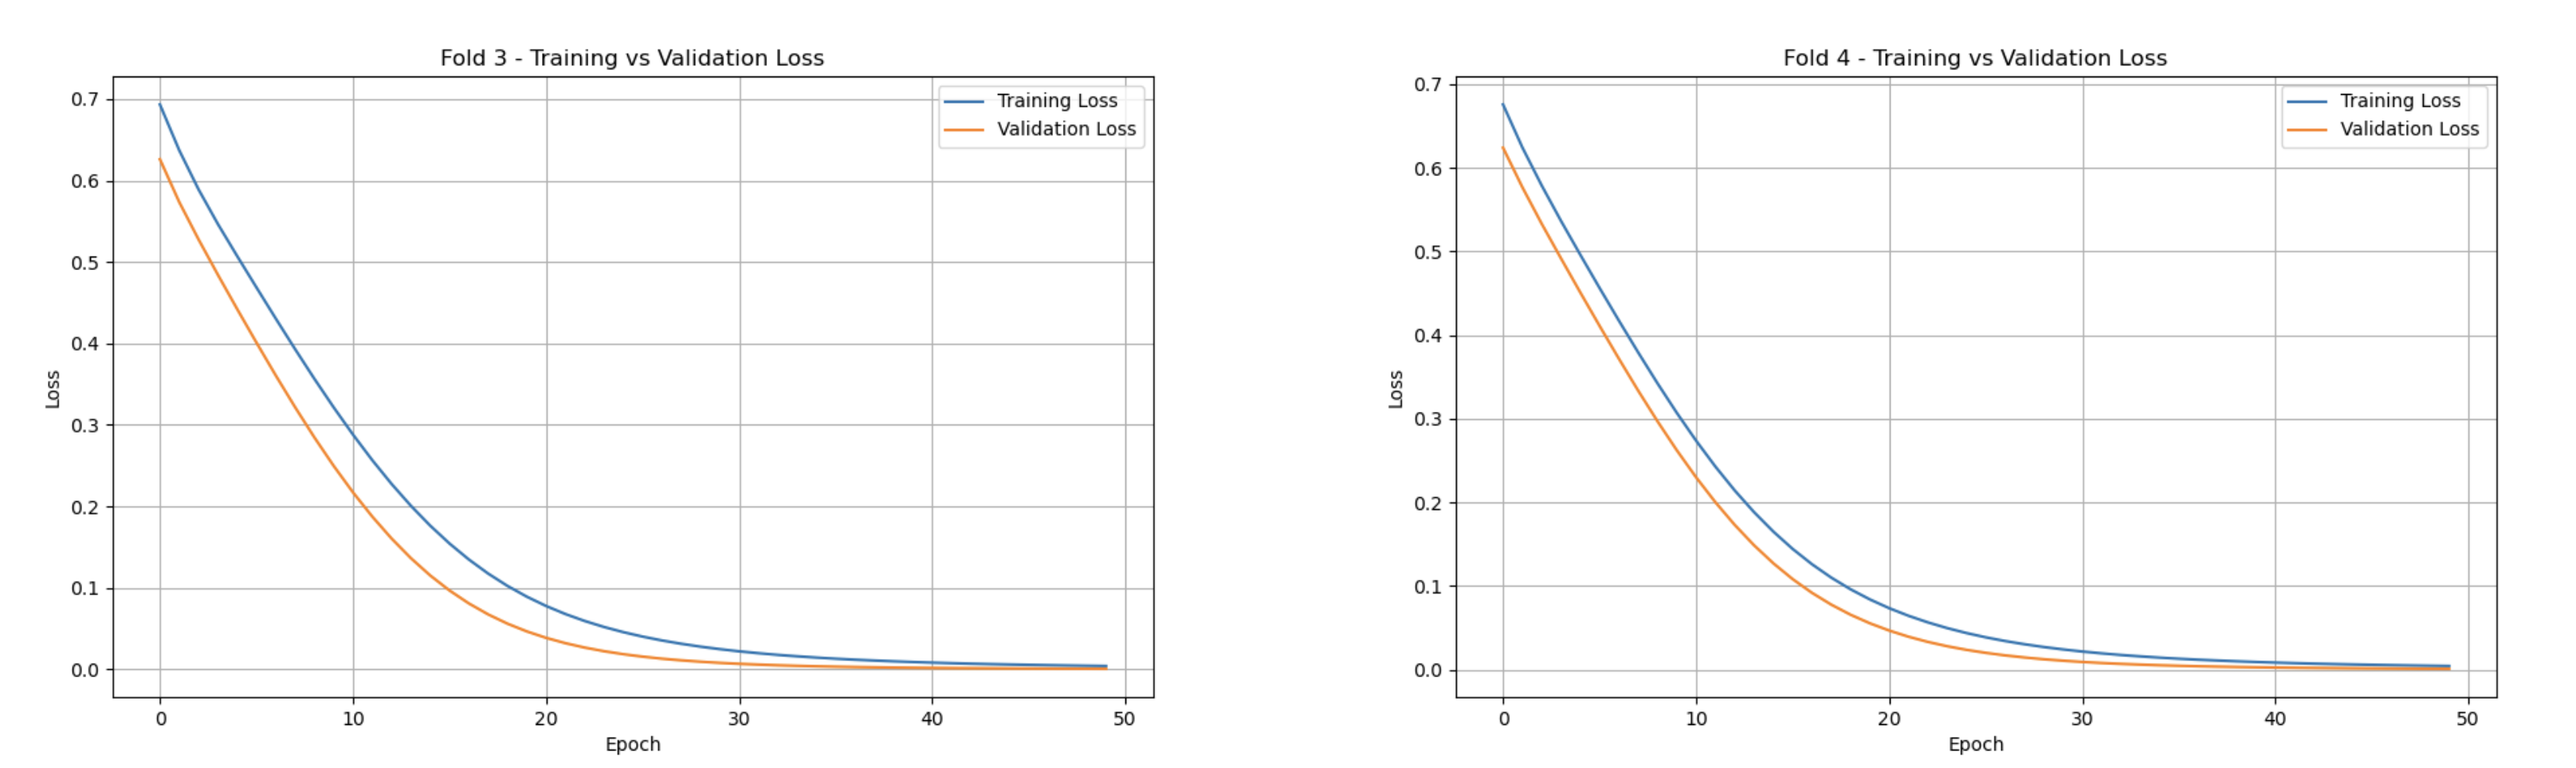 Fold 3 - Training vs Validation Loss
Training Loss
Validation Loss
0.7
0.6
0.5
0.4
0.3
0.2
0.1
0.0
Loss
0 10 20 30 40 50
Epoch
Fold 4 - Training vs Validation Loss
Training Loss
Validation Loss
0.7
0.6
0.5
0.4
0.3
0.2
0.1
0.0
Loss
0 10 20 30 40 50
Epoch